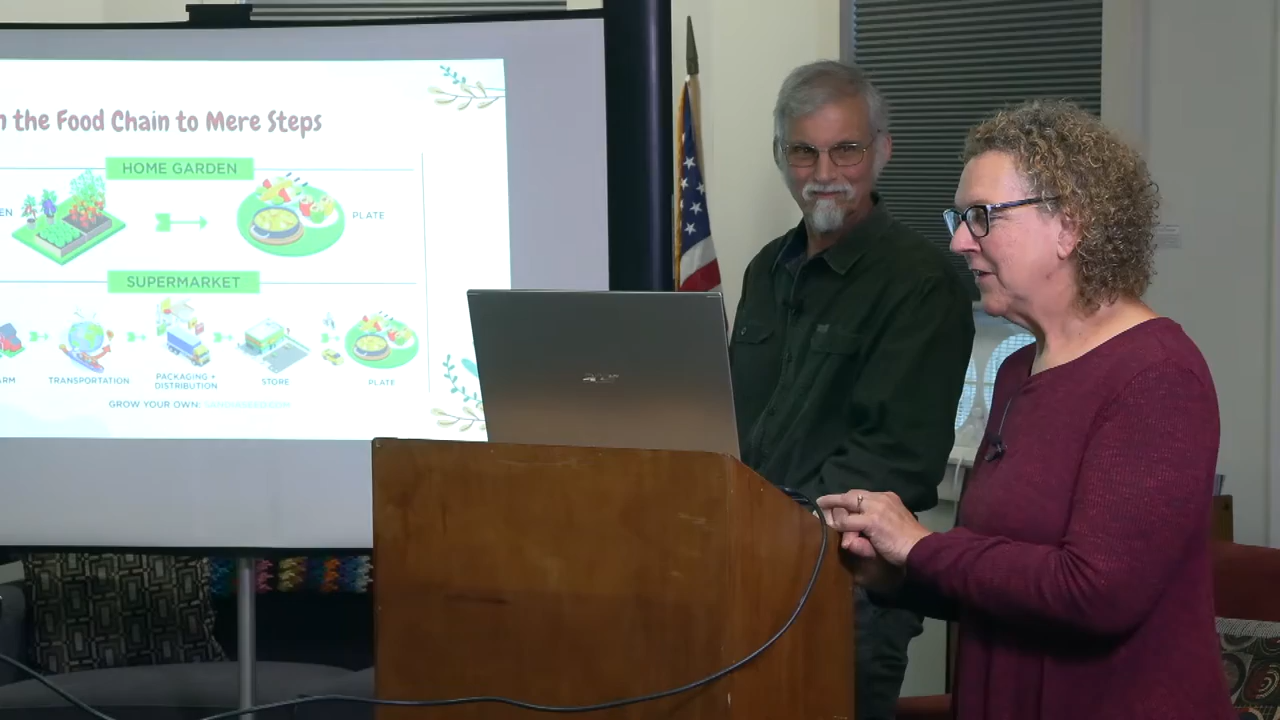 n the Food Chain to Mere Steps
HOME GARDEN
EN
PLATE
SUPERMARKET
ARM
TRANSPORTATION
PACKAGING +
DISTRIBUTION
STORE
PLATE
GROW YOUR OWN:
acer